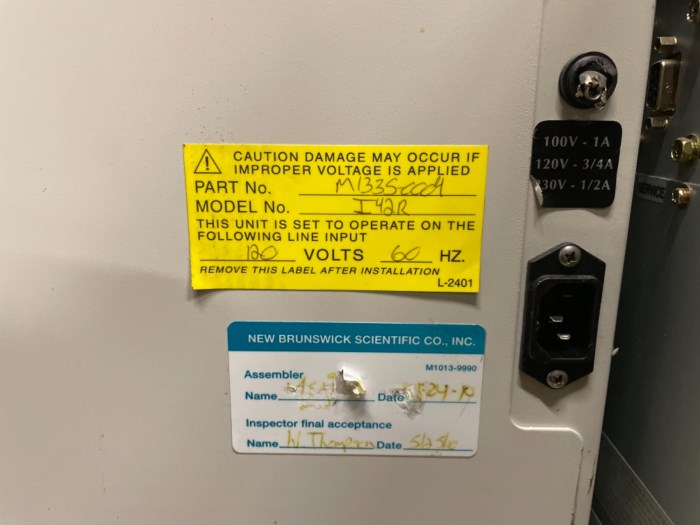 CAUTION DAMAGE MAY OCCUR IF
IMPROPER VOLTAGE IS APPLIED
PART No. M1335-0004
MODEL No. I42R
THIS UNIT IS SET TO OPERATE ON THE
FOLLOWING LINE INPUT
120 VOLTS 60 HZ.
REMOVE THIS LABEL AFTER INSTALLATION
L-2401
100V - 1A
120V - 3/4A
230V - 1/2A
NEW BRUNSWICK SCIENTIFIC CO., INC.
M1013-9990
Assembler
Name Date
Inspector final acceptance
Name W. Thompson Date